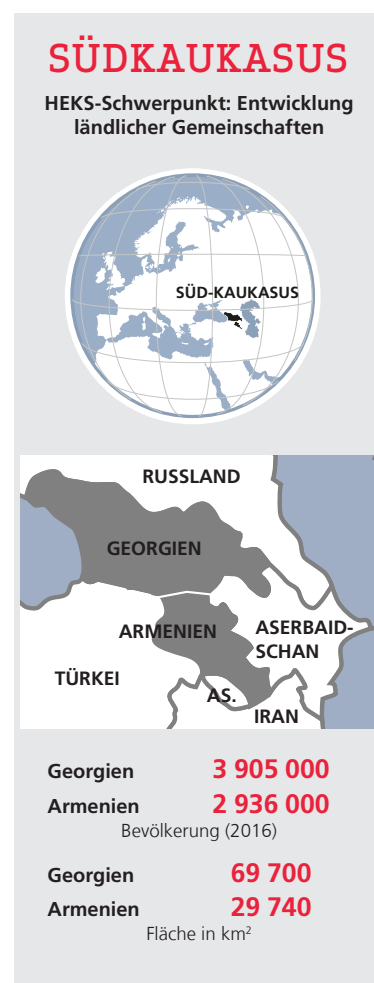 SÜDKAUKASUS
HEKS-Schwerpunkt: Entwicklung
ländlicher Gemeinschaften
SÜD-KAUKASUS
RUSSLAND
GEORGIEN
ARMENIEN
ASERBAID-
SCHAN
TÜRKEI
AS.
IRAN
Georgien 3 905 000
Armenien 2 936 000
Bevölkerung (2016)
Georgien 69 700
Armenien 29 740
Fläche in km²